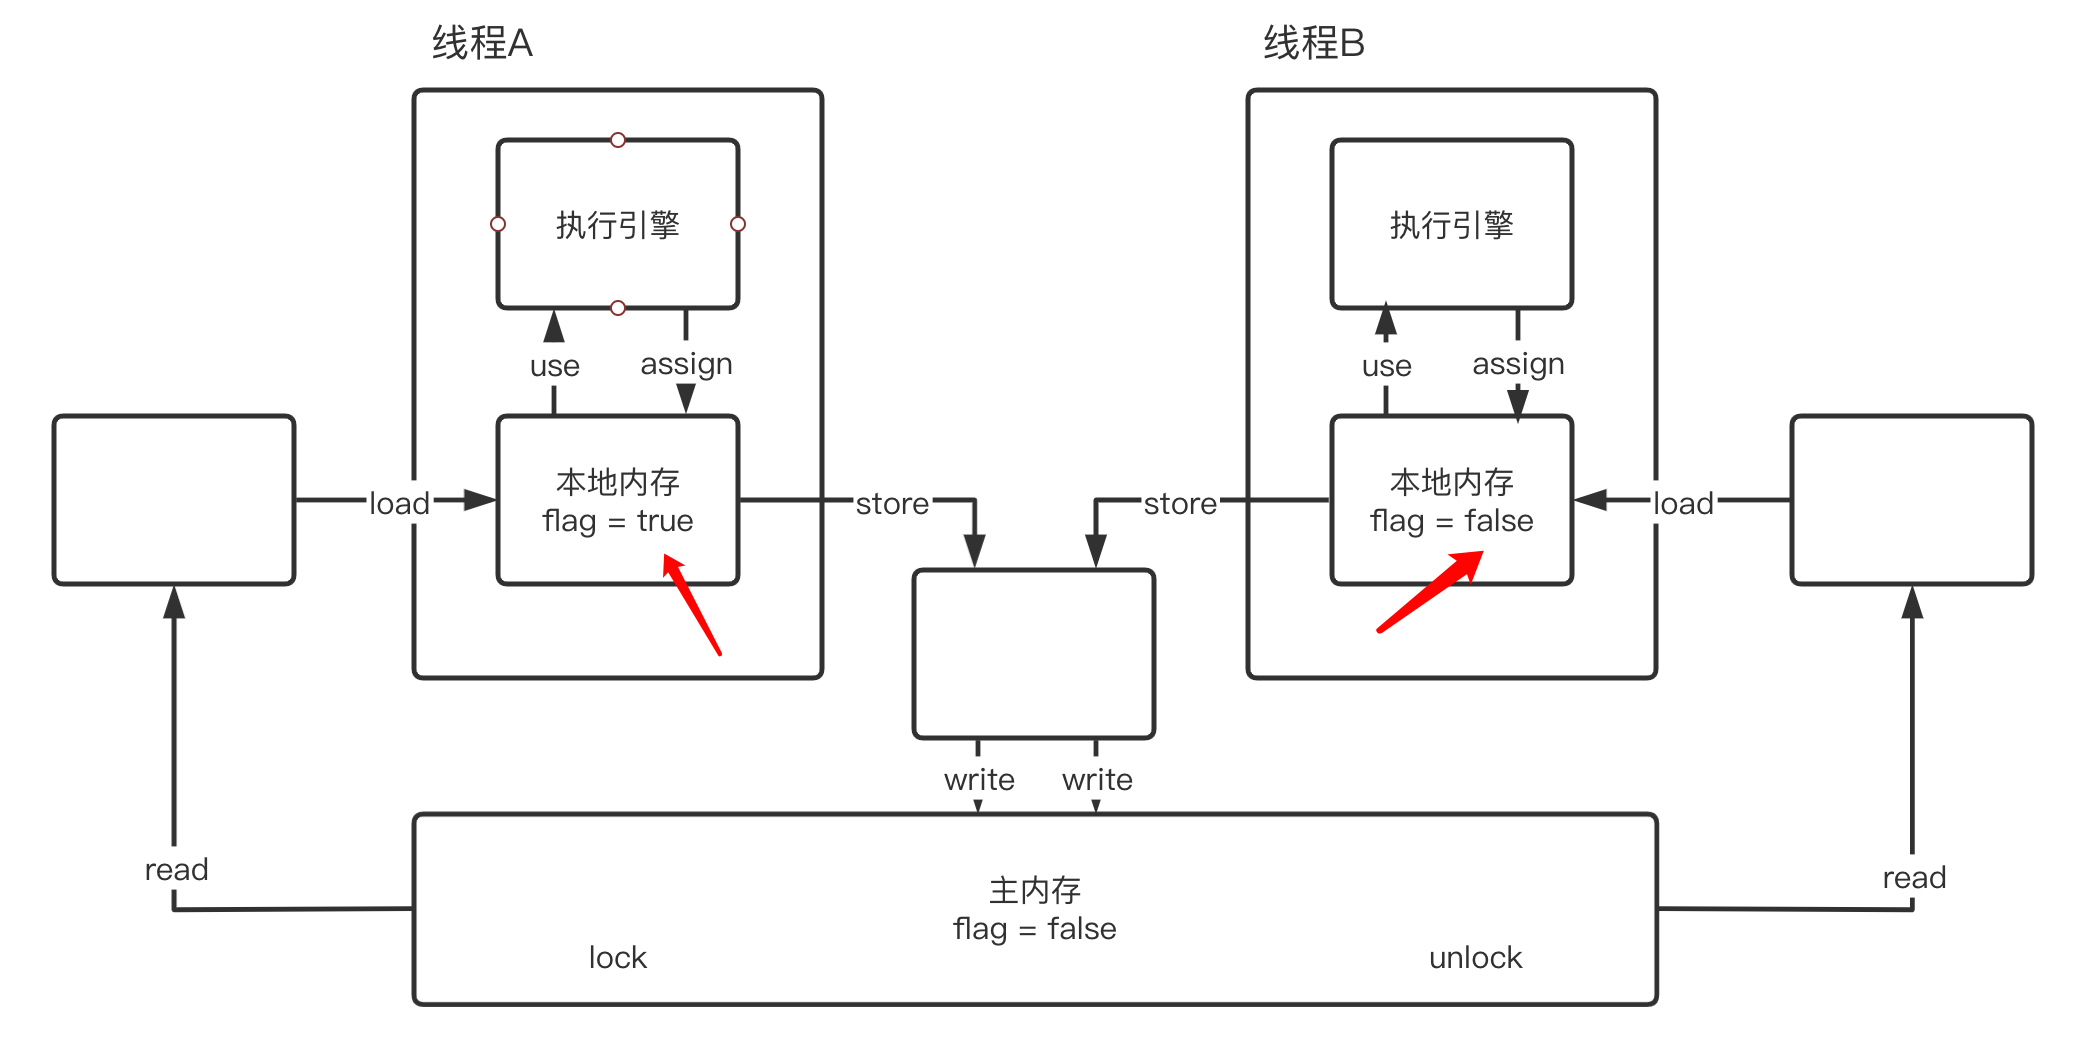 线程A
线程B
执行引擎
执行引擎
use
assign
use
assign
本地内存
flag = true
本地内存
flag = false
load
store
store
load
write
write
read
read
主内存
flag = false
lock
unlock